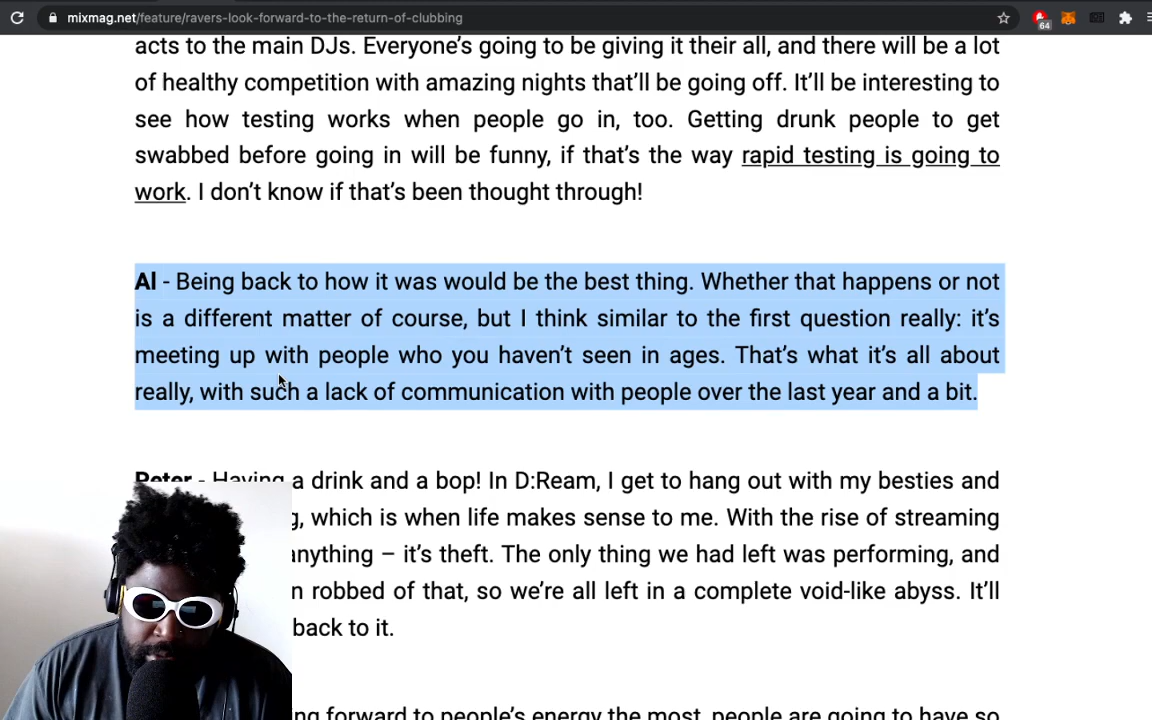 mixmag.net/feature/ravers-look-forward-to-the-return-of-clubbing
64
acts to the main DJs. Everyone’s going to be giving it their all, and there will be a lot
of healthy competition with amazing nights that’ll be going off. It’ll be interesting to
see how testing works when people go in, too. Getting drunk people to get
swabbed before going in will be funny, if that’s the way rapid testing is going to
work. I don’t know if that’s been thought through!
Al - Being back to how it was would be the best thing. Whether that happens or not
is a different matter of course, but I think similar to the first question really: it’s
meeting up with people who you haven’t seen in ages. That’s what it’s all about
really, with such a lack of communication with people over the last year and a bit.
Peter - Having a drink and a bop! In D:Ream, I get to hang out with my besties and
, which is when life makes sense to me. With the rise of streaming
anything – it’s theft. The only thing we had left was performing, and
robbed of that, so we’re all left in a complete void-like abyss. It’ll
back to it.
forward to people’s energy the most, people are going to have so